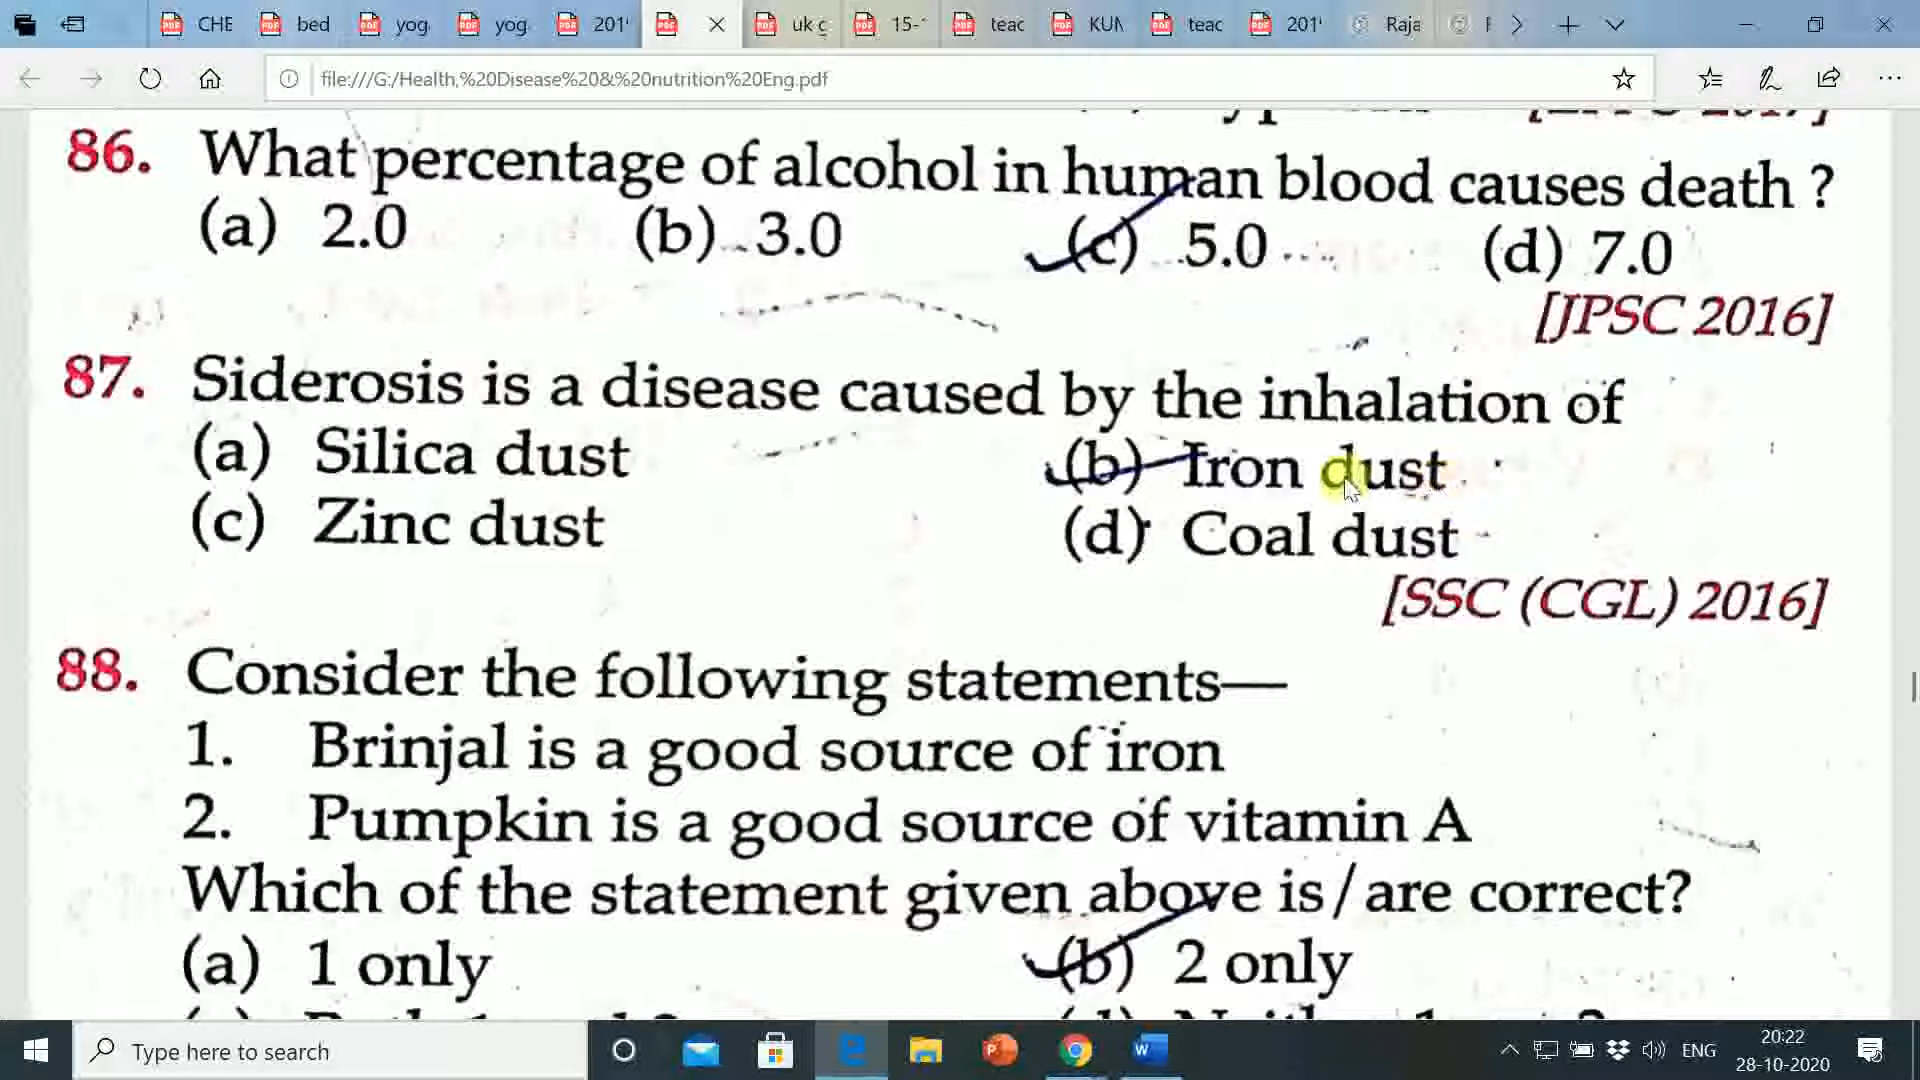 CHE
bed
yog
yog
201'
uk c
15-
teac
KUM
teac
201'
Raja
file:///G:/Health,%20Disease%20&%20nutrition%20Eng.pdf
86. What percentage of alcohol in human blood causes death ?
(a) 2.0 (b) 3.0 (c) 5.0 (d) 7.0
[JPSC 2016]
87. Siderosis is a disease caused by the inhalation of
(a) Silica dust (b) Iron dust
(c) Zinc dust (d) Coal dust
[SSC (CGL) 2016]
88. Consider the following statements—
1. Brinjal is a good source of iron
2. Pumpkin is a good source of vitamin A
Which of the statement given above is/are correct?
(a) 1 only (b) 2 only
Type here to search
ENG
20:22
28-10-2020